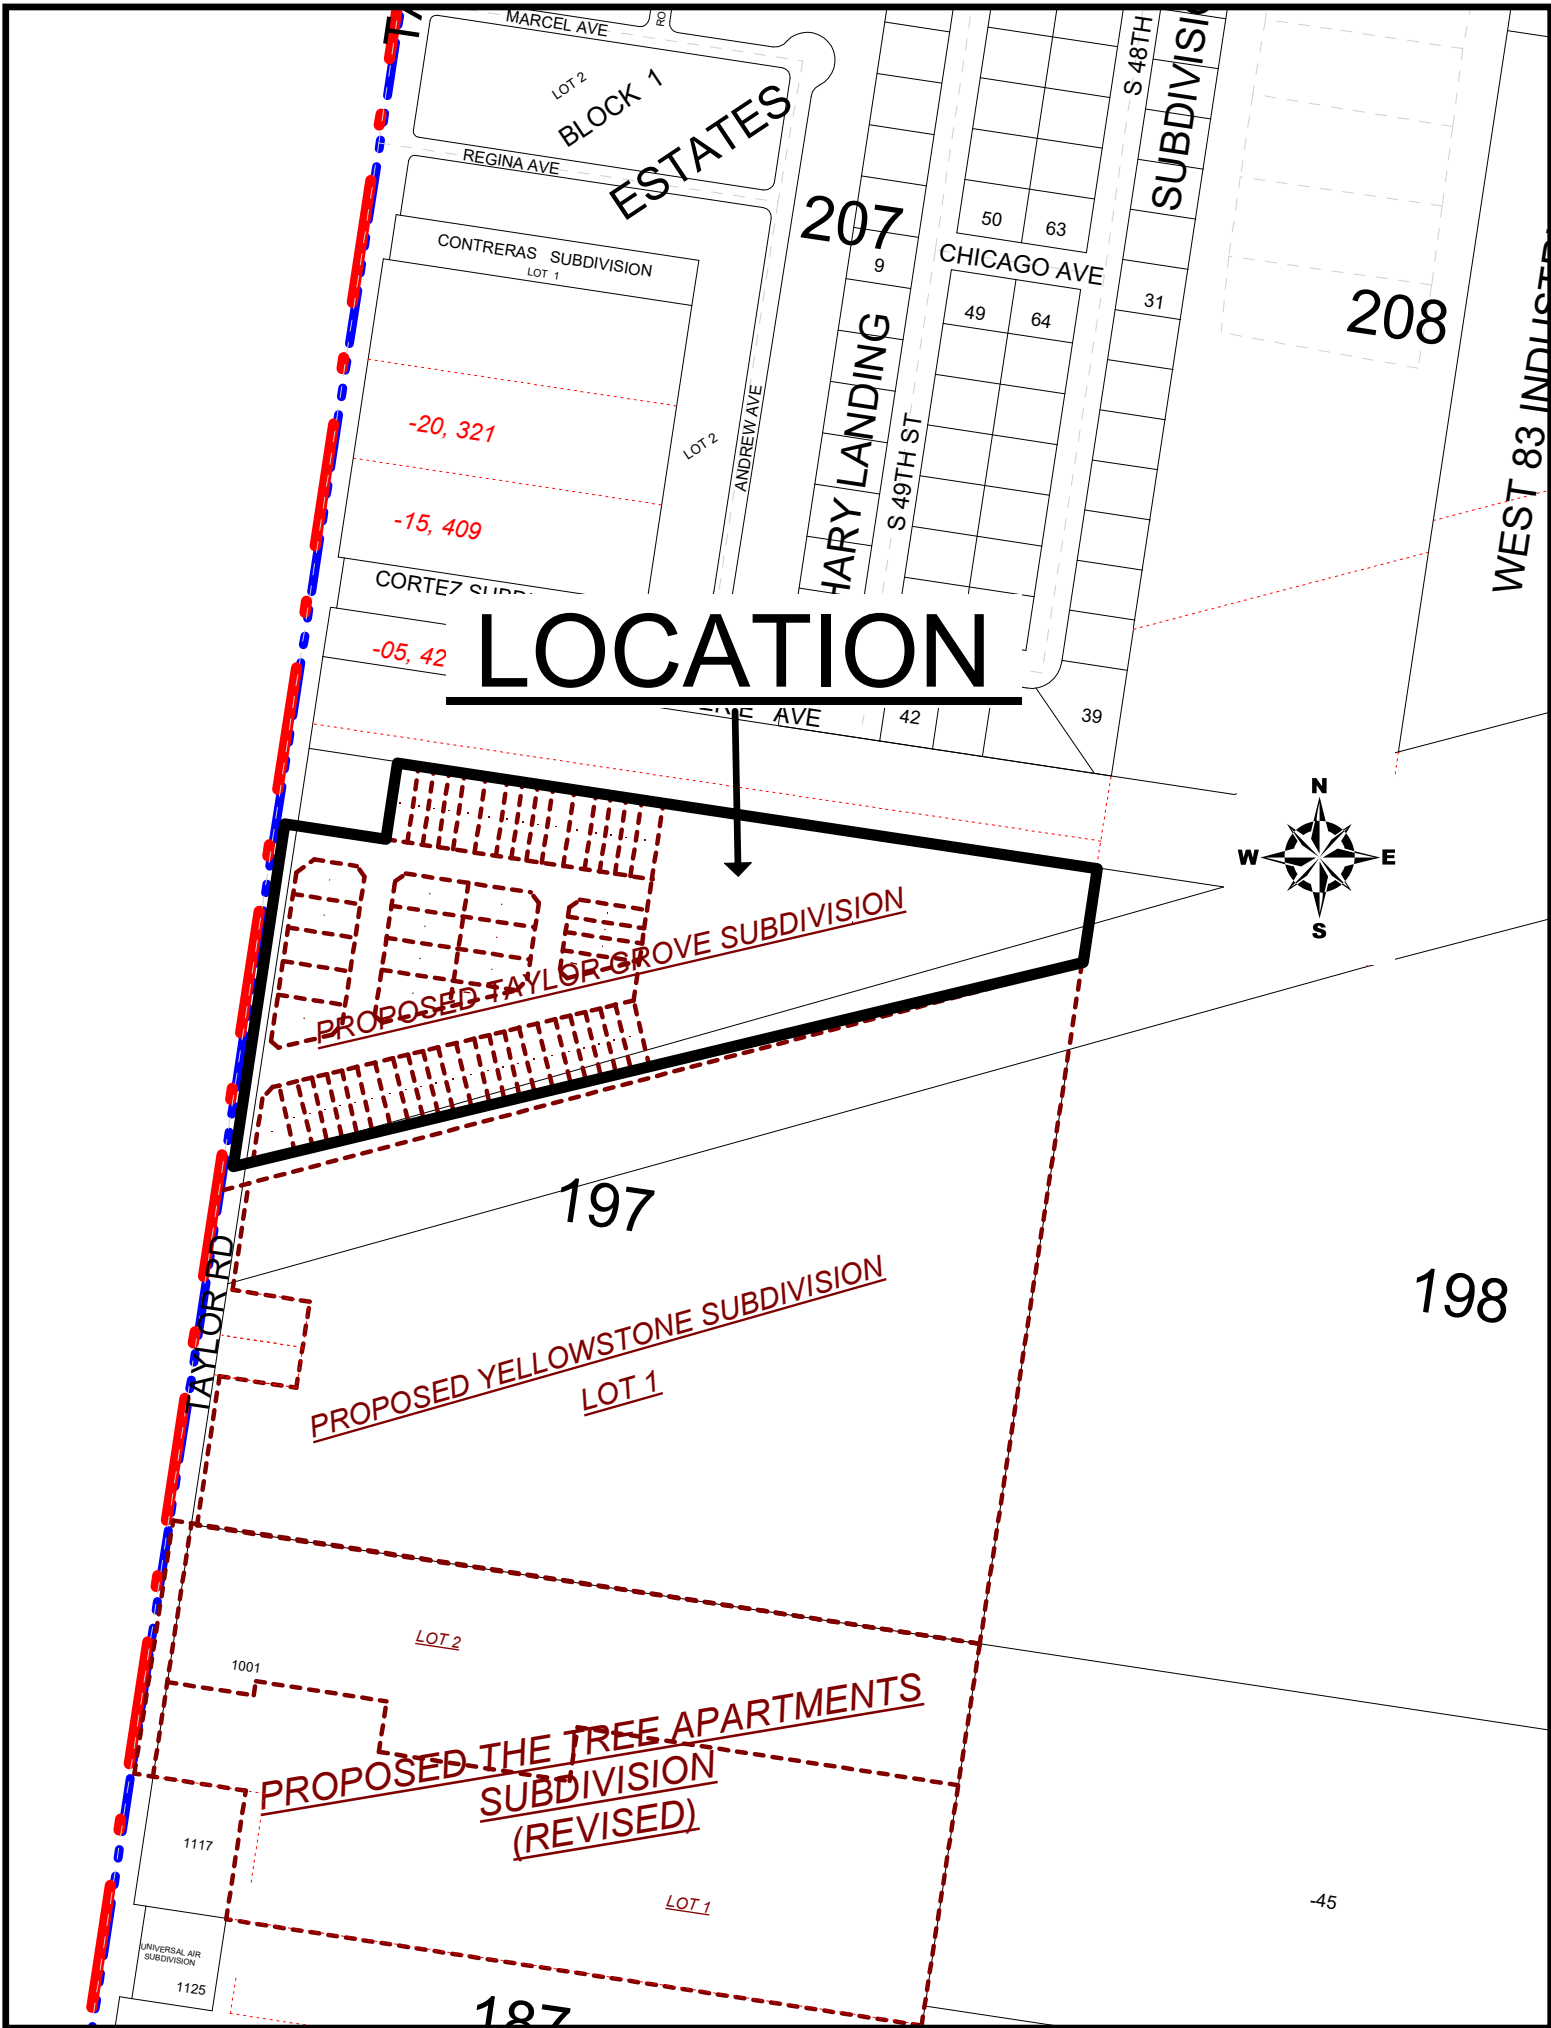 MARCEL AVE
RO
LOT 2
BLOCK 1
ESTATES
REGINA AVE
S 48TH
207
50
63
CONTRERAS SUBDIVISION
LOT 1
9
CHICAGO AVE
49
64
31
208
-20, 321
LOT 2
ANDREW AVE
LANDING
S 49TH ST
WEST 83
-15, 409
-05, 42
LOCATION
AVE
42
39
N
W
E
S
PROPOSED TAYLOR GROVE SUBDIVISION
197
TAYLOR RD
PROPOSED YELLOWSTONE SUBDIVISION
LOT 1
198
LOT 2
1001
PROPOSED THE TREE APARTMENTS
SUBDIVISION
(REVISED)
1117
LOT 1
-45
UNIVERSAL AIR
SUBDIVISION
1125
187